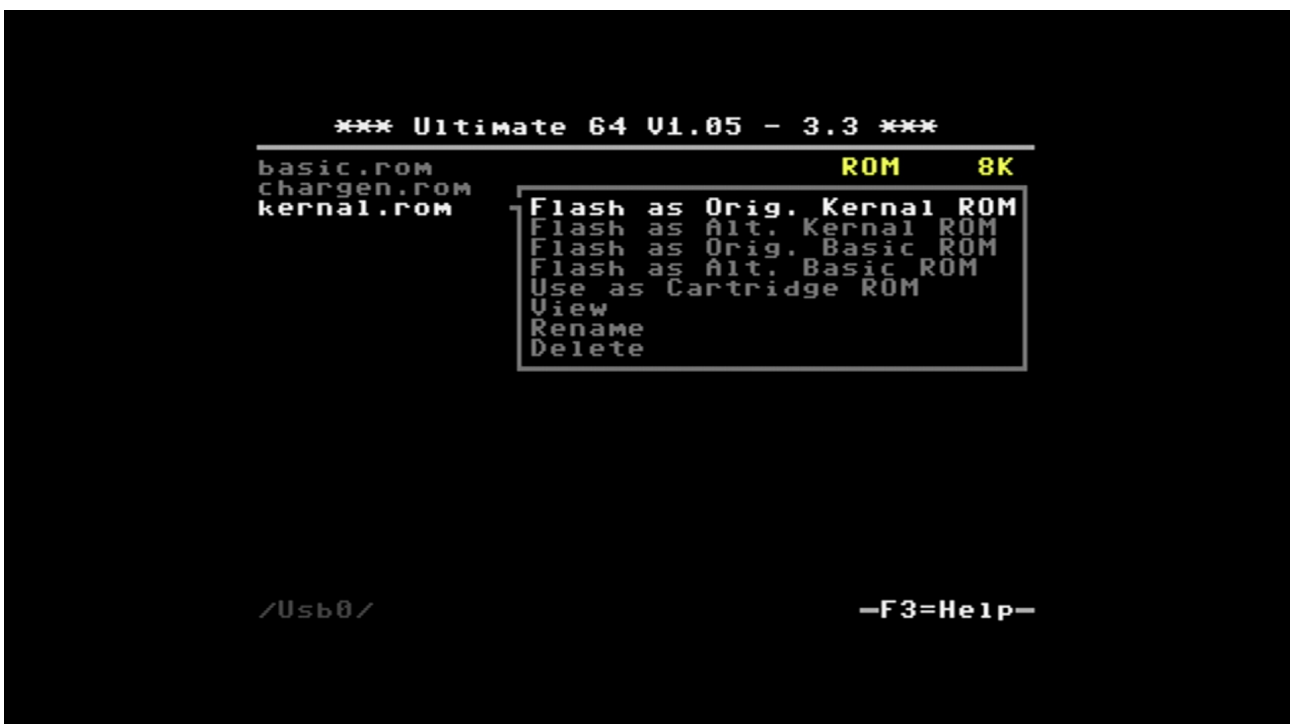 *** Ultimate 64 V1.05 - 3.3 ***
basic.rom ROM 8K
chargen.rom
kernal.rom Flash as Orig. Kernal ROM
Flash as Alt. Kernal ROM
Flash as Orig. Basic ROM
Flash as Alt. Basic ROM
Use as Cartridge ROM
View
Rename
Delete
/Usb0/ -F3=Help-